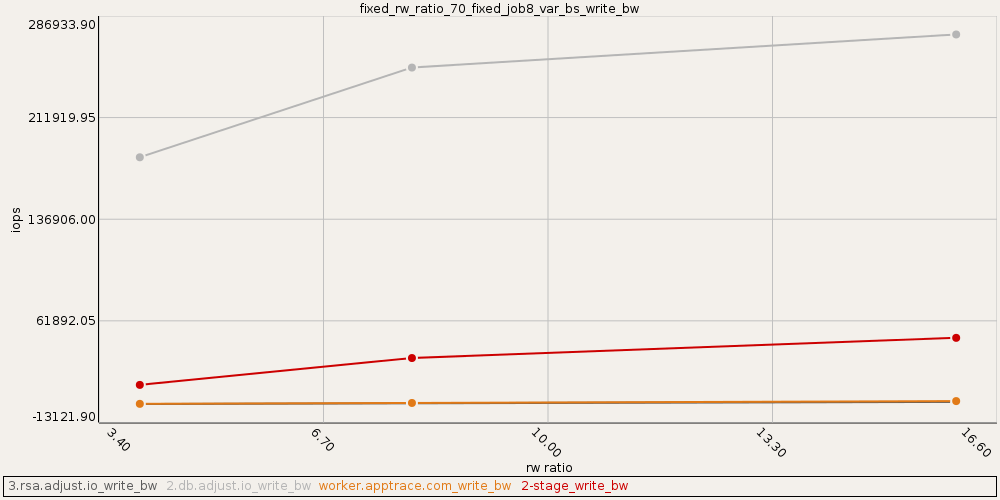 fixed_rw_ratio_70_fixed_job8_var_bs_write_bw
286933.90
211919.95
136906.00
61892.05
-13121.90
iops
3.40
6.70
10.00
13.30
16.60
rw ratio
3.rsa.adjust.io_write_bw 2.db.adjust.io_write_bw worker.apptrace.com_write_bw 2-stage_write_bw